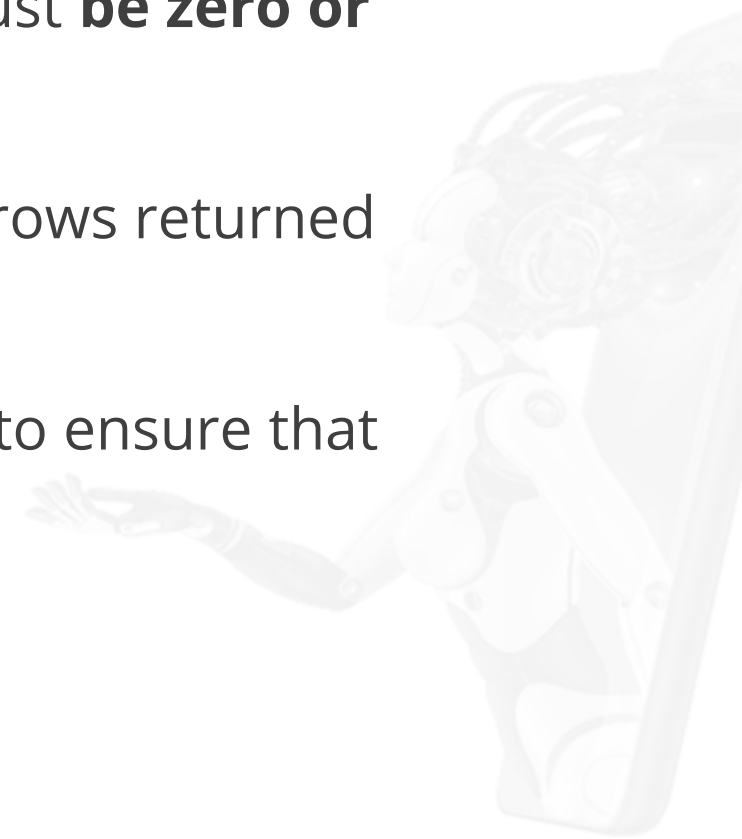 be zero or
rows returned
to ensure that